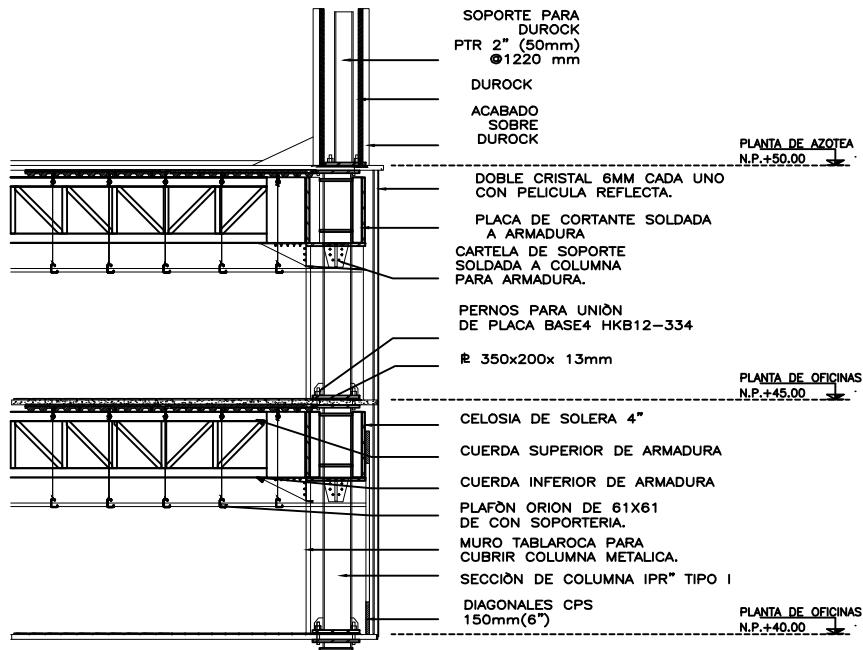 SOPORTE PARA
DUROCK
PTR 2" (50mm)
@1220 mm
DUROCK
ACABADO
SOBRE
DUROCK
PLANTA DE AZOTEA
N.P.+50.00
DOBLE CRISTAL 6MM CADA UNO
CON PELICULA REFLECTA.
PLACA DE CORTANTE SOLDADA
A ARMADURA
CARTELA DE SOPORTE
SOLDADA A COLUMNA
PARA ARMADURA.
PERNOS PARA UNIÒN
DE PLACA BASE4 HKB12-334
℄ 350x200x 13mm
PLANTA DE OFICINAS
N.P.+45.00
CELOSIA DE SOLERA 4"
CUERDA SUPERIOR DE ARMADURA
CUERDA INFERIOR DE ARMADURA
PLAFÒN ORION DE 61X61
DE CON SOPORTERIA.
MURO TABLAROCA PARA
CUBRIR COLUMNA METALICA.
SECCIÒN DE COLUMNA IPR" TIPO I
DIAGONALES CPS
150mm(6")
PLANTA DE OFICINAS
N.P.+40.00